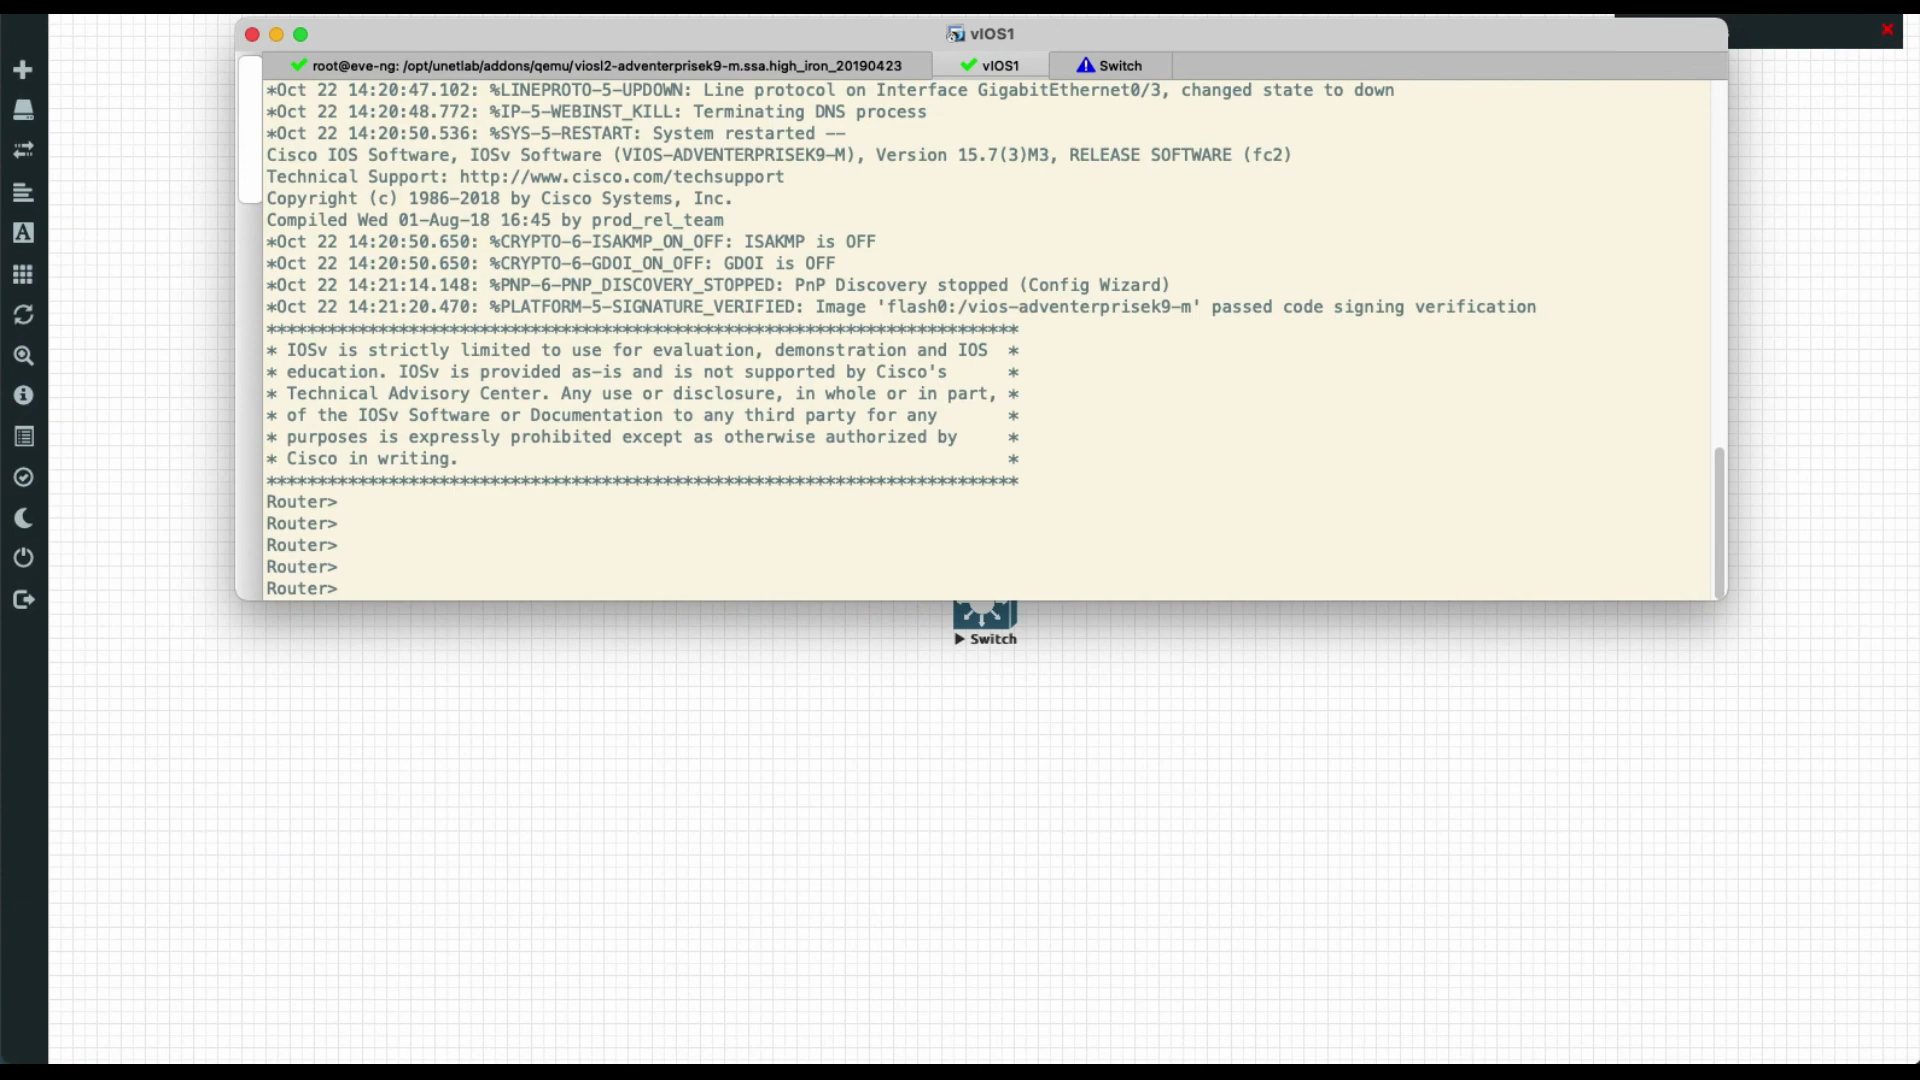 vIOS1
root@eve-ng: /opt/unetlab/addons/qemu/viosl2-adventerprisek9-m.ssa.high_iron_20190423
vIOS1
Switch
*Oct 22 14:20:47.102: %LINEPROTO-5-UPDOWN: Line protocol on Interface GigabitEthernet0/3, changed state to down
*Oct 22 14:20:48.772: %IP-5-WEBINST_KILL: Terminating DNS process
*Oct 22 14:20:50.536: %SYS-5-RESTART: System restarted --
Cisco IOS Software, IOSv Software (VIOS-ADVENTERPRISEK9-M), Version 15.7(3)M3, RELEASE SOFTWARE (fc2)
Technical Support: http://www.cisco.com/techsupport
Copyright (c) 1986-2018 by Cisco Systems, Inc.
Compiled Wed 01-Aug-18 16:45 by prod_rel_team
*Oct 22 14:20:50.650: %CRYPTO-6-ISAKMP_ON_OFF: ISAKMP is OFF
*Oct 22 14:20:50.650: %CRYPTO-6-GDOI_ON_OFF: GDOI is OFF
*Oct 22 14:21:14.148: %PNP-6-PNP_DISCOVERY_STOPPED: PnP Discovery stopped (Config Wizard)
*Oct 22 14:21:20.470: %PLATFORM-5-SIGNATURE_VERIFIED: Image 'flash0:/vios-adventerprisek9-m' passed code signing verification
**************************************************************************
* IOSv is strictly limited to use for evaluation, demonstration and IOS  *
* education. IOSv is provided as-is and is not supported by Cisco's      *
* Technical Advisory Center. Any use or disclosure, in whole or in part, *
* of the IOSv Software or Documentation to any third party for any       *
* purposes is expressly prohibited except as otherwise authorized by     *
* Cisco in writing.                                                      *
**************************************************************************
Router>
Router>
Router>
Router>
Router>
Switch